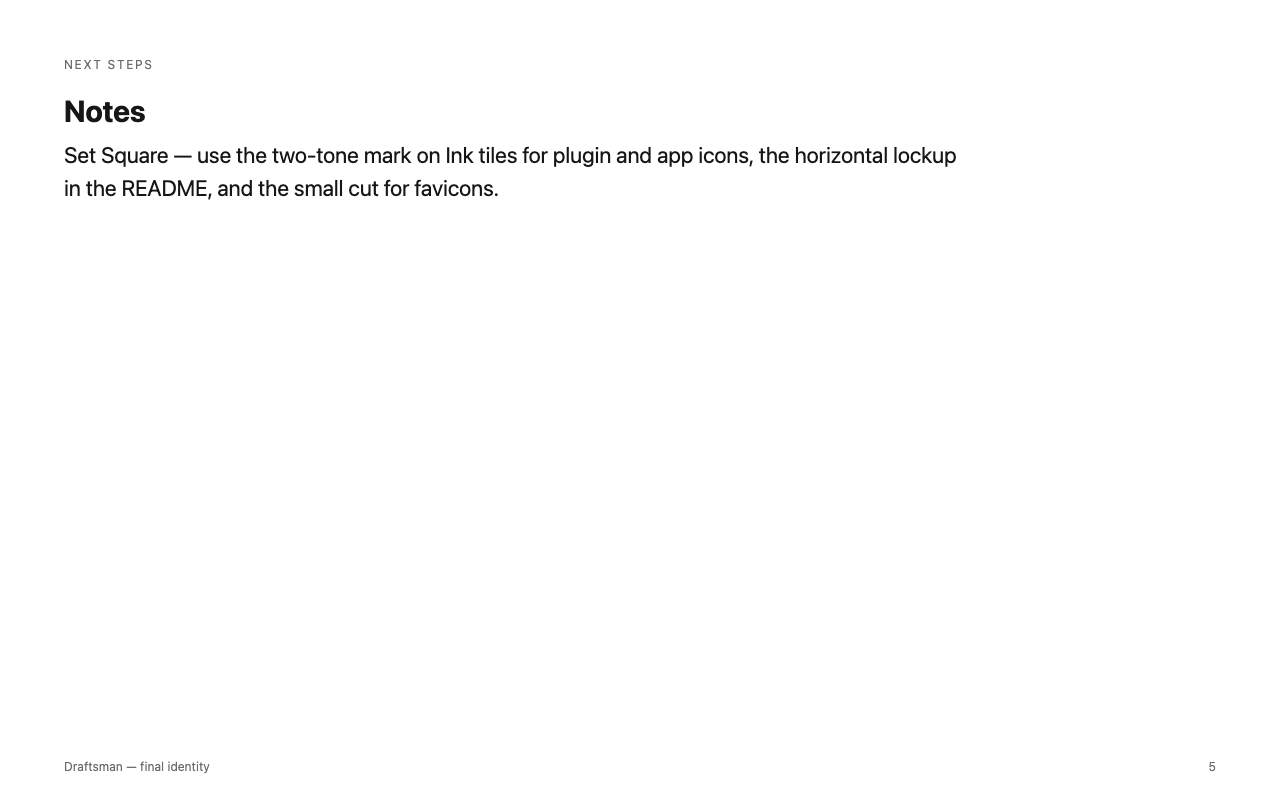 NEXT STEPS
Notes
Set Square — use the two-tone mark on Ink tiles for plugin and app icons, the horizontal lockup
in the README, and the small cut for favicons.
Draftsman — final identity
5